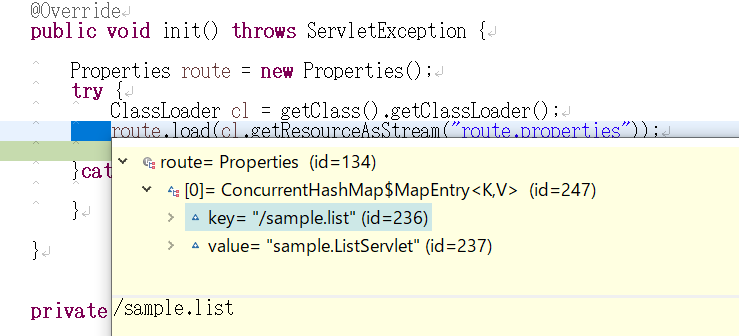 @Override
public void init() throws ServletException {
Properties route = new Properties();
try {
ClassLoader cl = getClass().getClassLoader();
route.load(cl.getResourceAsStream("route.properties"));
}cat
}
}
private
route= Properties (id=134)
[0]= ConcurrentHashMap$MapEntry<K,V> (id=247)
key= "/sample.list" (id=236)
value= "sample.ListServlet" (id=237)
/sample.list